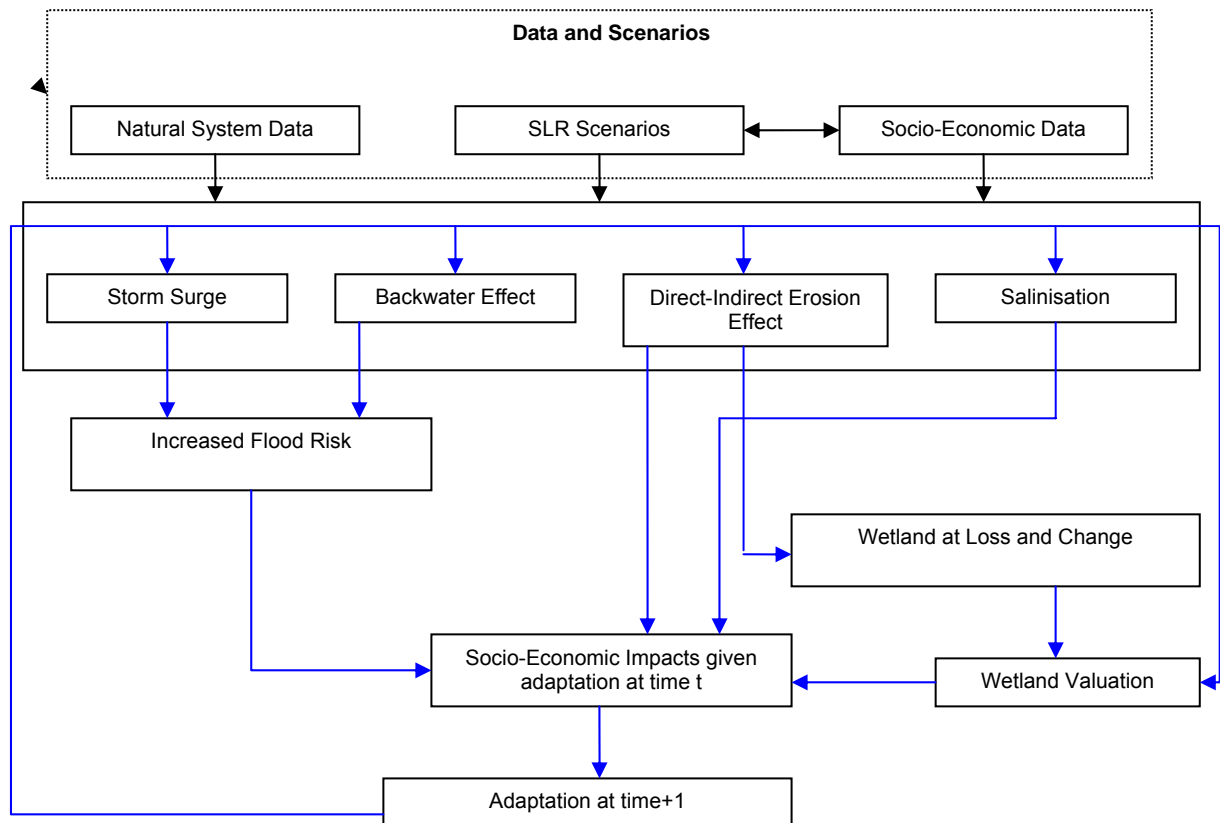 Data and Scenarios
Natural System Data
SLR Scenarios
Socio-Economic Data
Storm Surge
Backwater Effect
Direct-Indirect Erosion
Effect
Salinisation
Increased Flood Risk
Wetland at Loss and Change
Socio-Economic Impacts given
adaptation at time t
Wetland Valuation
Adaptation at time+1